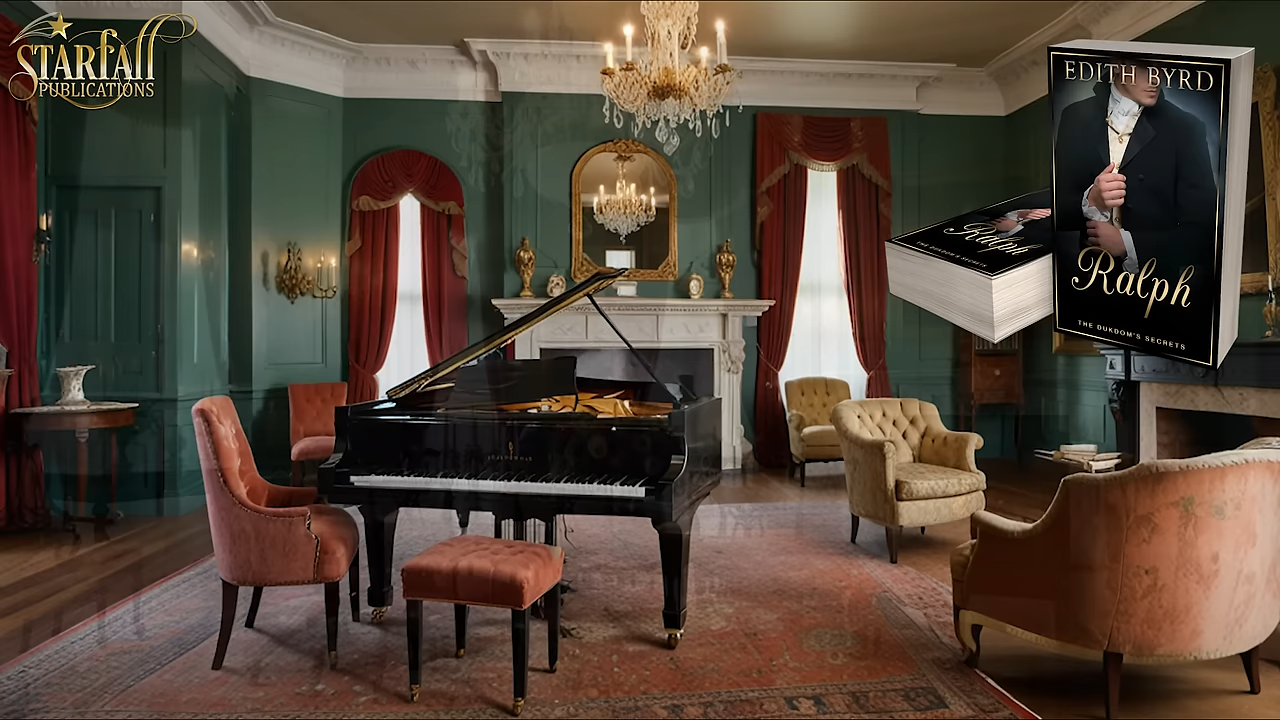 STARfall
PUBLICATIONS
EDITH BYRD
Ralph
THE DUKDOM'S SECRETS
Ralph
THE DUKDOM'S SECRETS